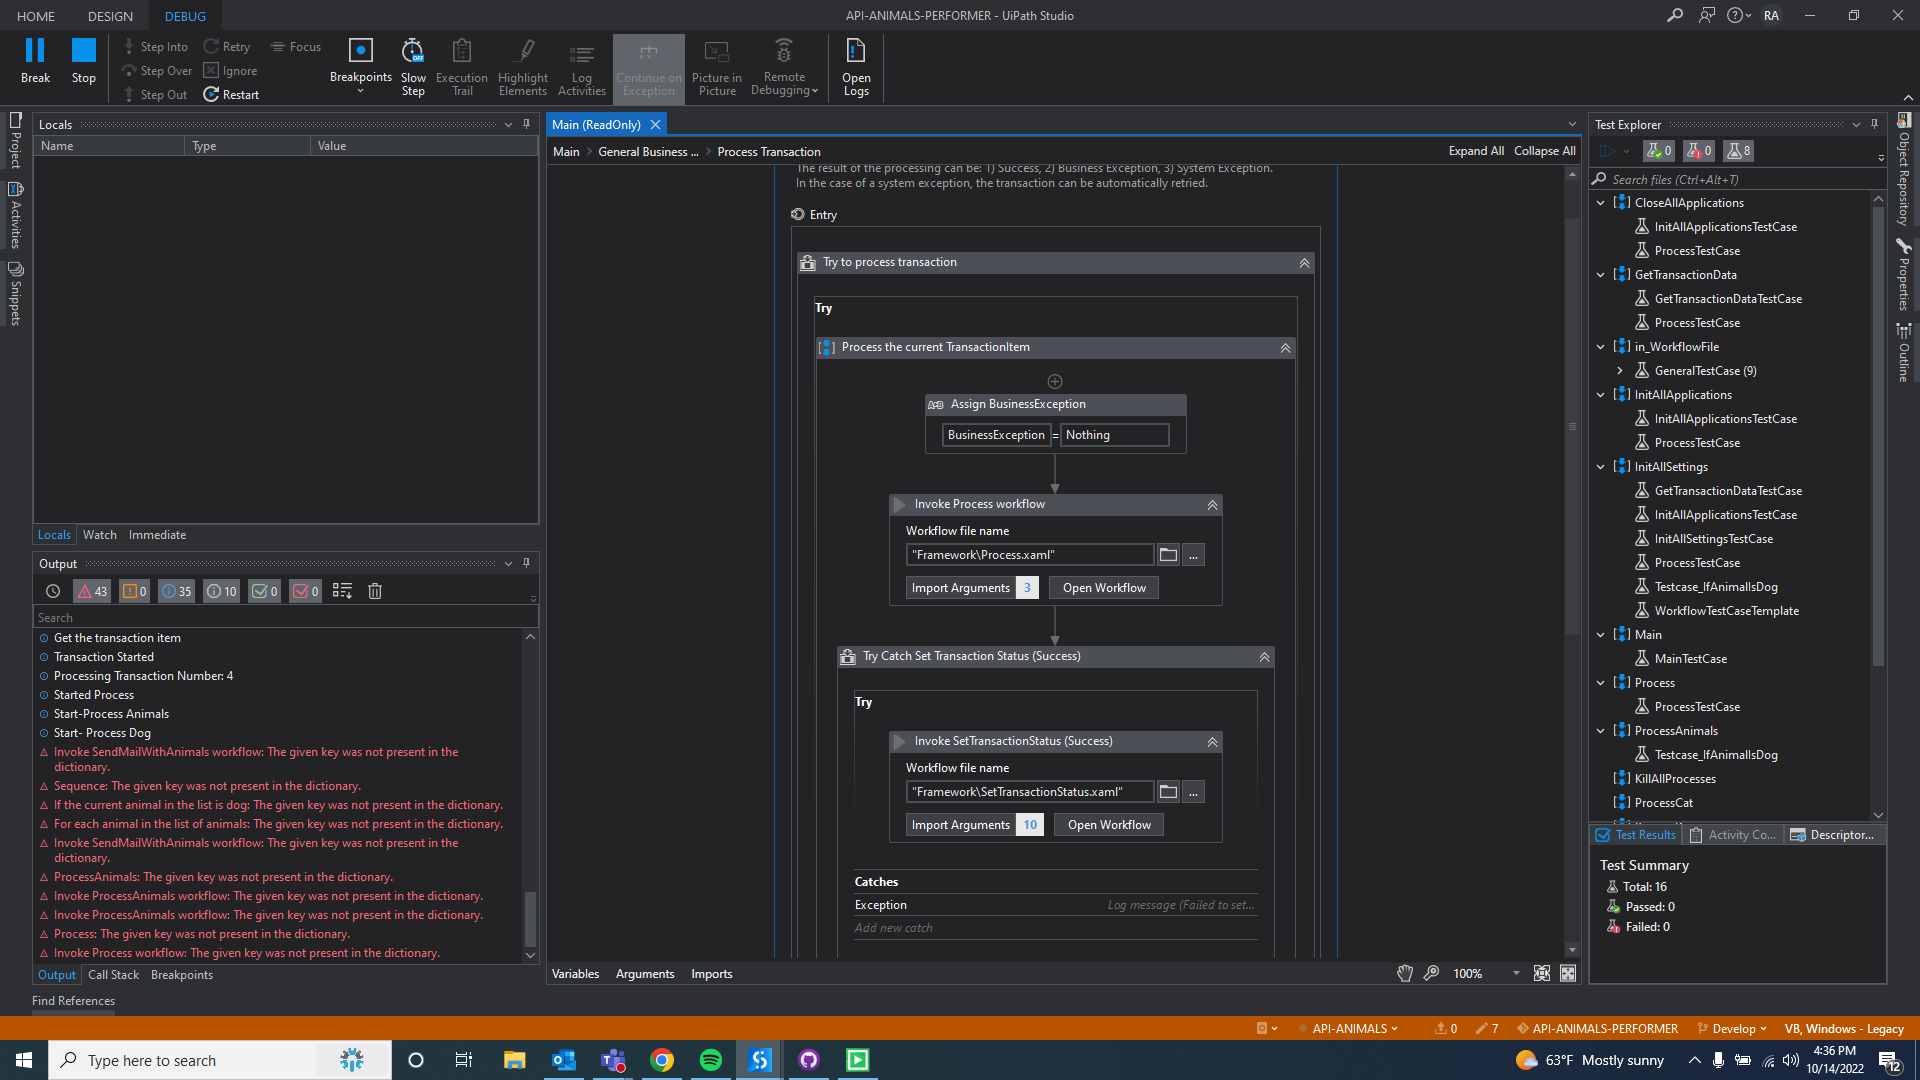 HOME DESIGN DEBUG API-ANIMALS-PERFORMER - UiPath Studio RA
Break
Stop
Step Into
Step Over
Step Out
Retry
Ignore
Restart
Focus
Breakpoints
Slow
Step
OFF
Execution
Trail
Highlight
Elements
Log
Activities
Continue on
Exception
Picture in
Picture
Remote
Debugging
Open
Logs
Project
Activities
Snippets
Locals
Name Type Value
Locals Watch Immediate
Output
43 0 35 10 0 0
Search
Get the transaction item
Transaction Started
Processing Transaction Number: 4
Started Process
Start-Process Animals
Start- Process Dog
Invoke SendMailWithAnimals workflow: The given key was not present in the
dictionary.
Sequence: The given key was not present in the dictionary.
If the current animal in the list is dog: The given key was not present in the dictionary.
For each animal in the list of animals: The given key was not present in the dictionary.
Invoke SendMailWithAnimals workflow: The given key was not present in the
dictionary.
ProcessAnimals: The given key was not present in the dictionary.
Invoke ProcessAnimals workflow: The given key was not present in the dictionary.
Invoke ProcessAnimals workflow: The given key was not present in the dictionary.
Process: The given key was not present in the dictionary.
Invoke Process workflow: The given key was not present in the dictionary.
Output Call Stack Breakpoints
Find References
Main (ReadOnly)
Main > General Business ... > Process Transaction
Expand All Collapse All
The result of the processing can be: 1) Success, 2) Business Exception, 3) System Exception.
In the case of a system exception, the transaction can be automatically retried.
Entry
Try to process transaction
Try
Process the current TransactionItem
Assign BusinessException
BusinessException = Nothing
Invoke Process workflow
Workflow file name
"Framework\Process.xaml"
...
Import Arguments 3 Open Workflow
Try Catch Set Transaction Status (Success)
Try
Invoke SetTransactionStatus (Success)
Workflow file name
"Framework\SetTransactionStatus.xaml"
...
Import Arguments 10 Open Workflow
Catches
Exception Log message (Failed to set...
Add new catch
Variables Arguments Imports
100%
Test Explorer
0 0 8
Search files (Ctrl+Alt+T)
CloseAllApplications
InitAllApplicationsTestCase
ProcessTestCase
GetTransactionData
GetTransactionDataTestCase
ProcessTestCase
in_WorkflowFile
GeneralTestCase (9)
InitAllApplications
InitAllApplicationsTestCase
ProcessTestCase
InitAllSettings
GetTransactionDataTestCase
InitAllApplicationsTestCase
InitAllSettingsTestCase
ProcessTestCase
Testcase_IfAnimalIsDog
WorkflowTestCaseTemplate
Main
MainTestCase
Process
ProcessTestCase
ProcessAnimals
Testcase_IfAnimalIsDog
KillAllProcesses
ProcessCat
Test Results Activity Co... Descriptor...
Test Summary
Total: 16
Passed: 0
Failed: 0
Object Repository
Properties
Outline
API-ANIMALS 0 7 API-ANIMALS-PERFORMER Develop VB, Windows - Legacy
Type here to search
63°F Mostly sunny
4:36 PM
10/14/2022
12